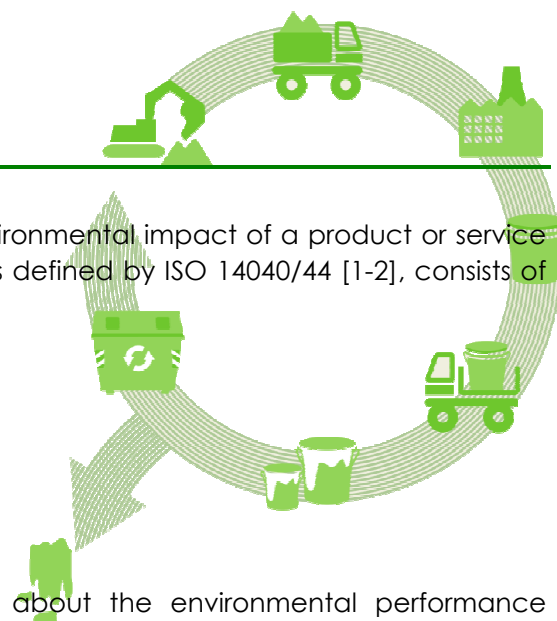 ironmental impact of a product or service
s defined by ISO 14040/44 [1-2], consists of
about the environmental performance